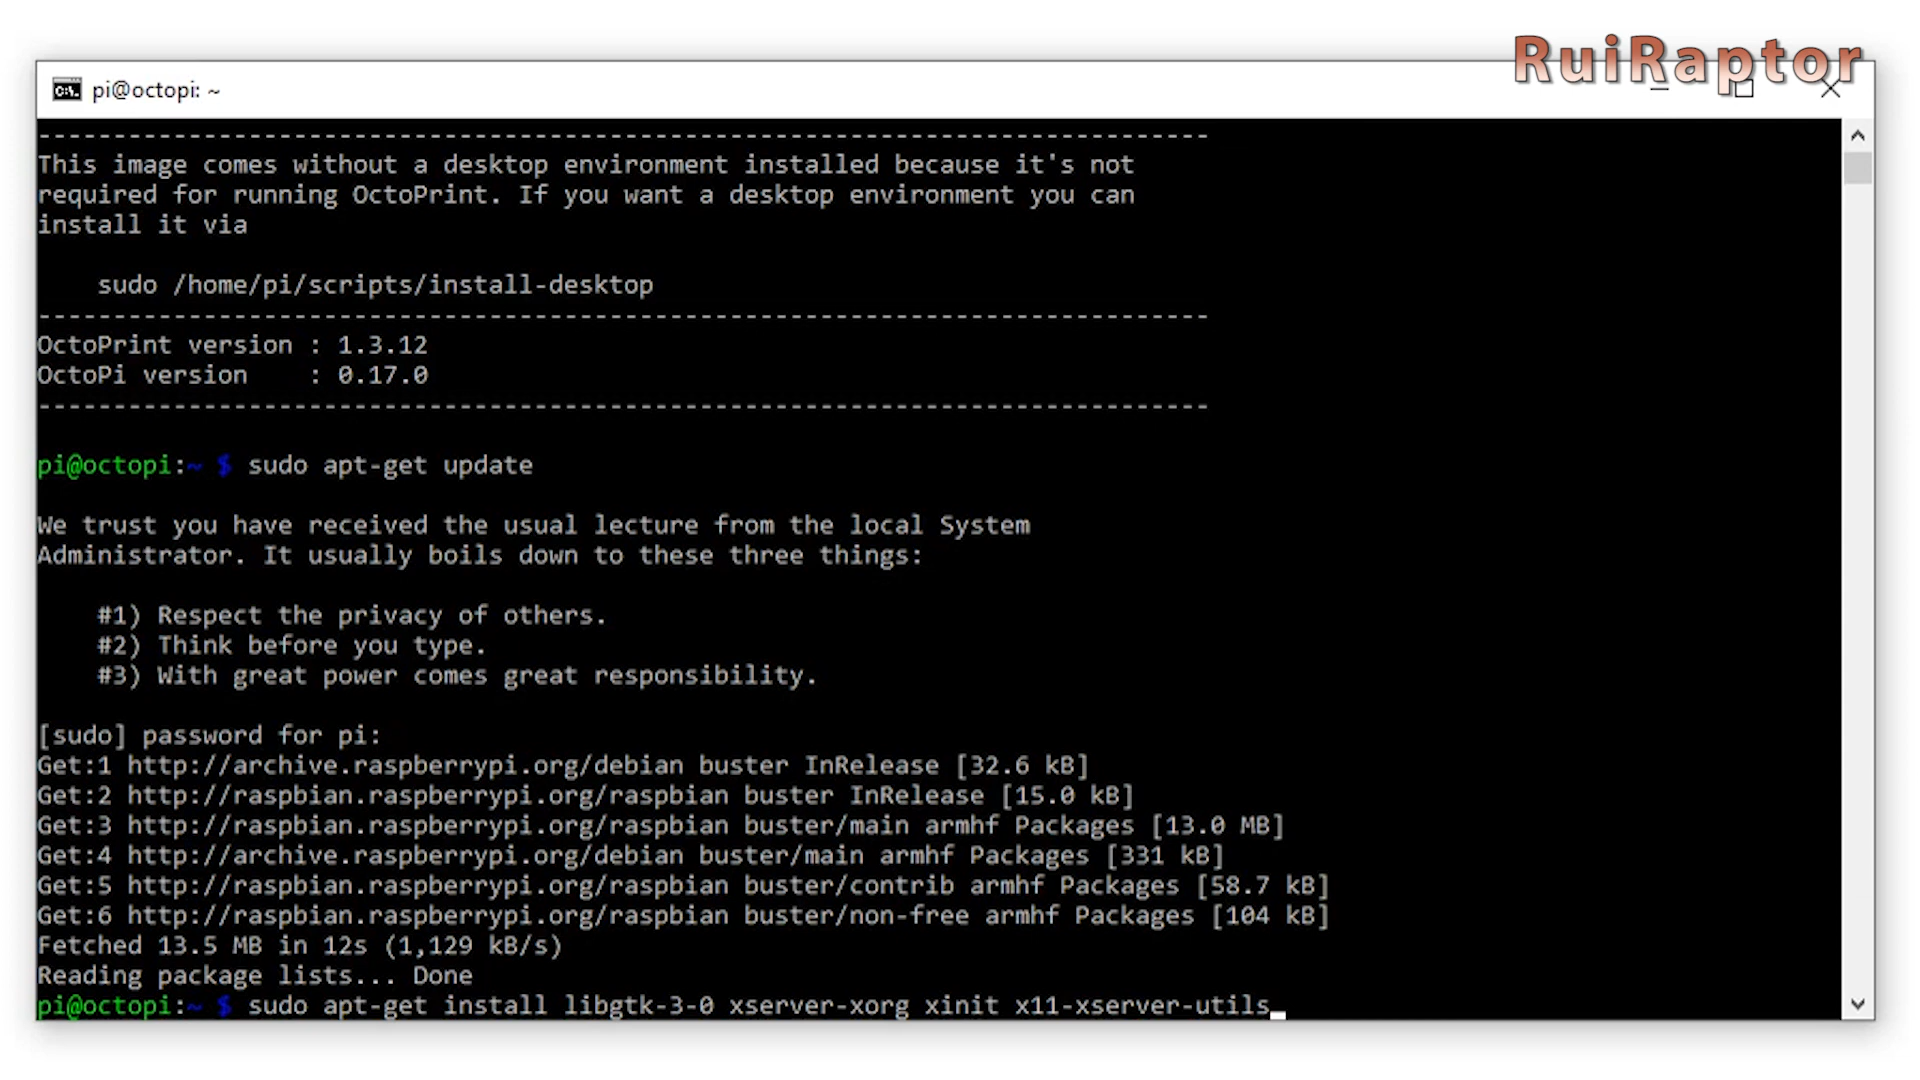 RuiRaptor
pi@octopi: ~
------------------------------------------------------------------------------
This image comes without a desktop environment installed because it's not
required for running OctoPrint. If you want a desktop environment you can
install it via
sudo /home/pi/scripts/install-desktop
------------------------------------------------------------------------------
OctoPrint version : 1.3.12
OctoPi version    : 0.17.0
------------------------------------------------------------------------------
pi@octopi:~ $ sudo apt-get update
We trust you have received the usual lecture from the local System
Administrator. It usually boils down to these three things:
#1) Respect the privacy of others.
#2) Think before you type.
#3) With great power comes great responsibility.
[sudo] password for pi:
Get:1 http://archive.raspberrypi.org/debian buster InRelease [32.6 kB]
Get:2 http://raspbian.raspberrypi.org/raspbian buster InRelease [15.0 kB]
Get:3 http://raspbian.raspberrypi.org/raspbian buster/main armhf Packages [13.0 MB]
Get:4 http://archive.raspberrypi.org/debian buster/main armhf Packages [331 kB]
Get:5 http://raspbian.raspberrypi.org/raspbian buster/contrib armhf Packages [58.7 kB]
Get:6 http://raspbian.raspberrypi.org/raspbian buster/non-free armhf Packages [104 kB]
Fetched 13.5 MB in 12s (1,129 kB/s)
Reading package lists... Done
pi@octopi:~ $ sudo apt-get install libgtk-3-0 xserver-xorg xinit x11-xserver-utils_